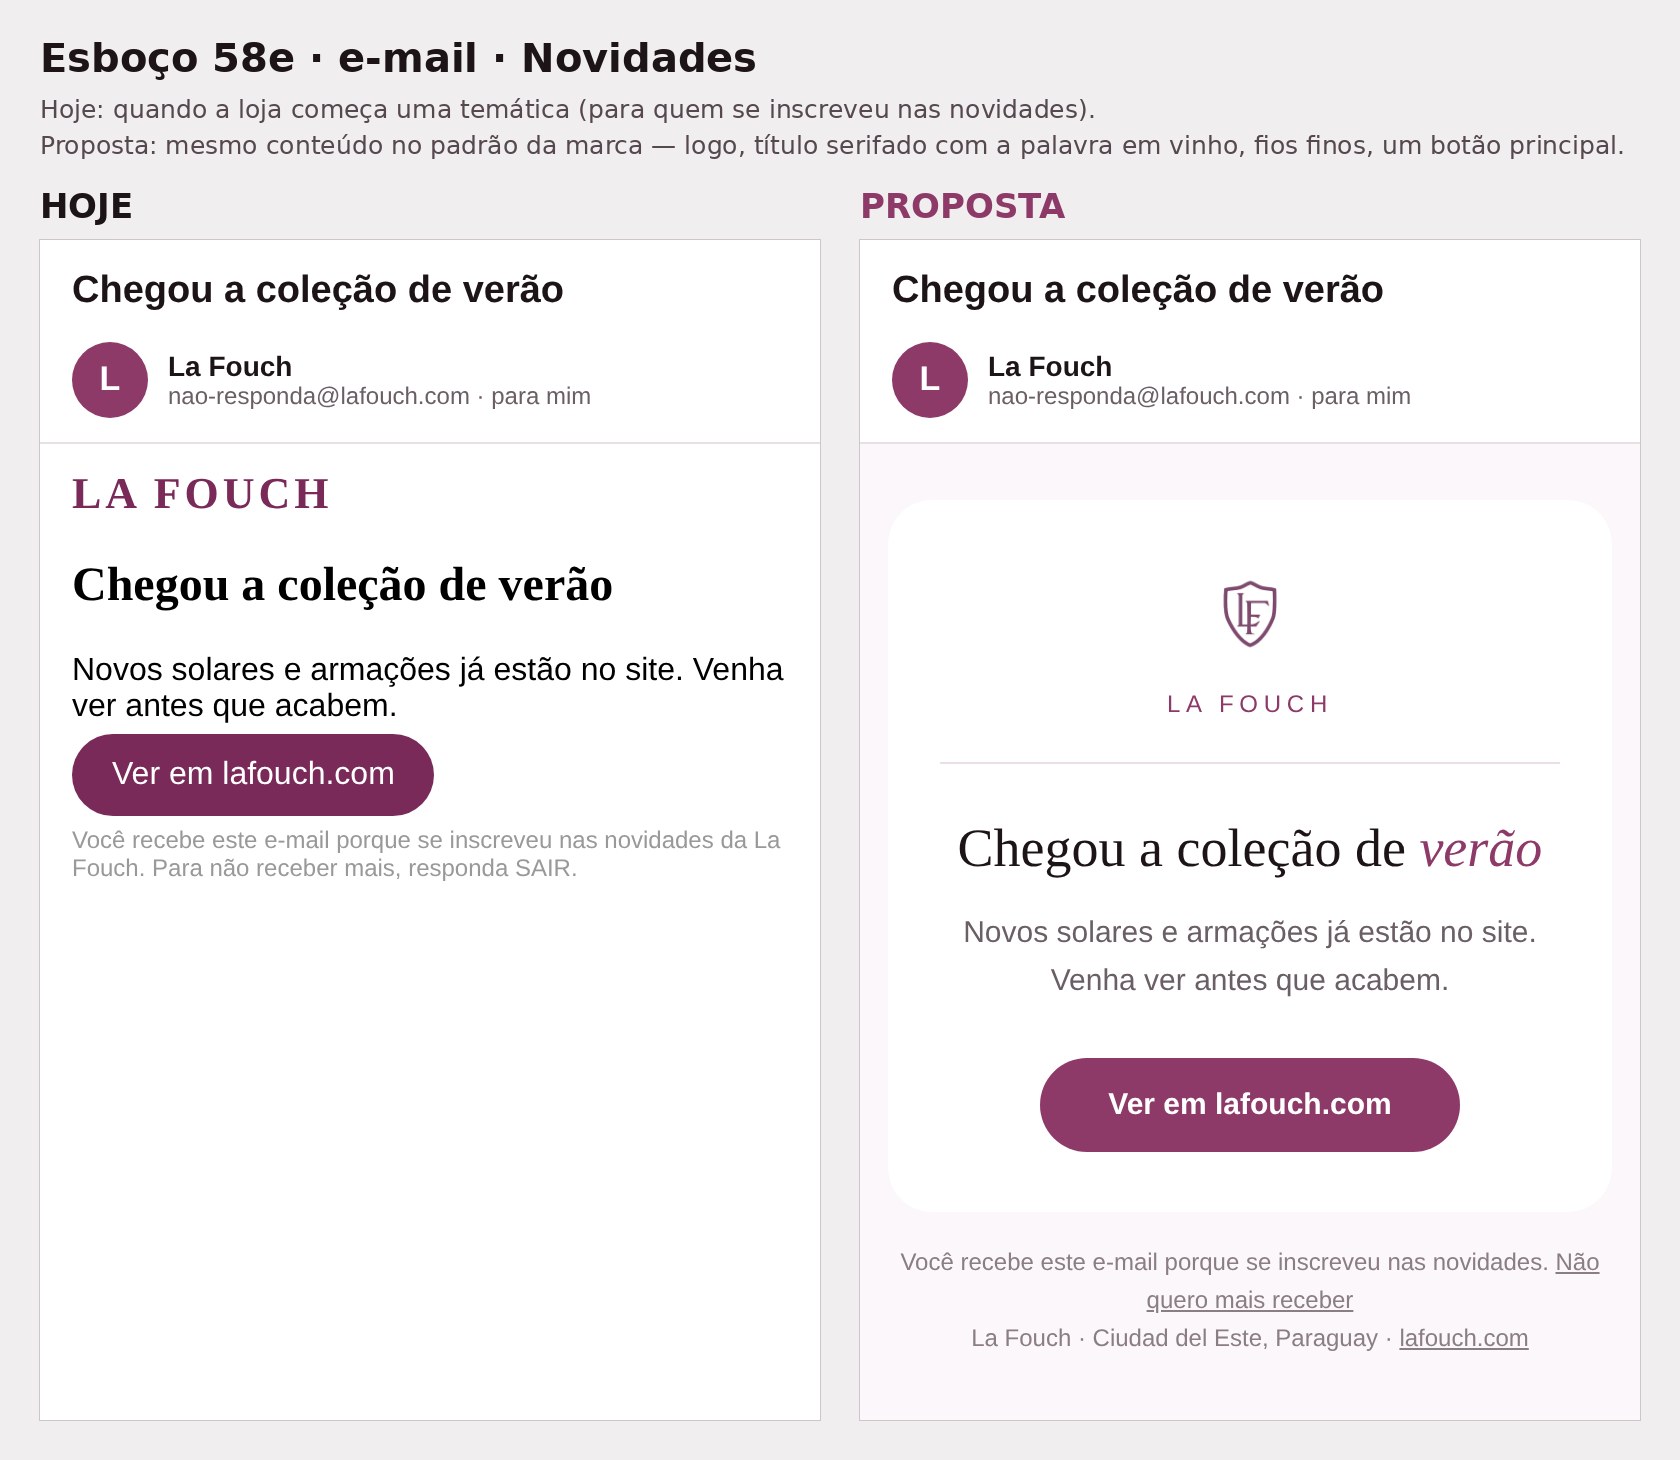 Esboço 58e · e-mail · Novidades
Hoje: quando a loja começa uma temática (para quem se inscreveu nas novidades).
Proposta: mesmo conteúdo no padrão da marca — logo, título serifado com a palavra em vinho, fios finos, um botão principal.
HOJE
Chegou a coleção de verão
L
La Fouch
nao-responda@lafouch.com · para mim
LA FOUCH
Chegou a coleção de verão
Novos solares e armações já estão no site. Venha
ver antes que acabem.
Ver em lafouch.com
Você recebe este e-mail porque se inscreveu nas novidades da La
Fouch. Para não receber mais, responda SAIR.
PROPOSTA
Chegou a coleção de verão
L
La Fouch
nao-responda@lafouch.com · para mim
LF
LA FOUCH
Chegou a coleção de verão
Novos solares e armações já estão no site.
Venha ver antes que acabem.
Ver em lafouch.com
Você recebe este e-mail porque se inscreveu nas novidades. Não
quero mais receber
La Fouch · Ciudad del Este, Paraguay · lafouch.com